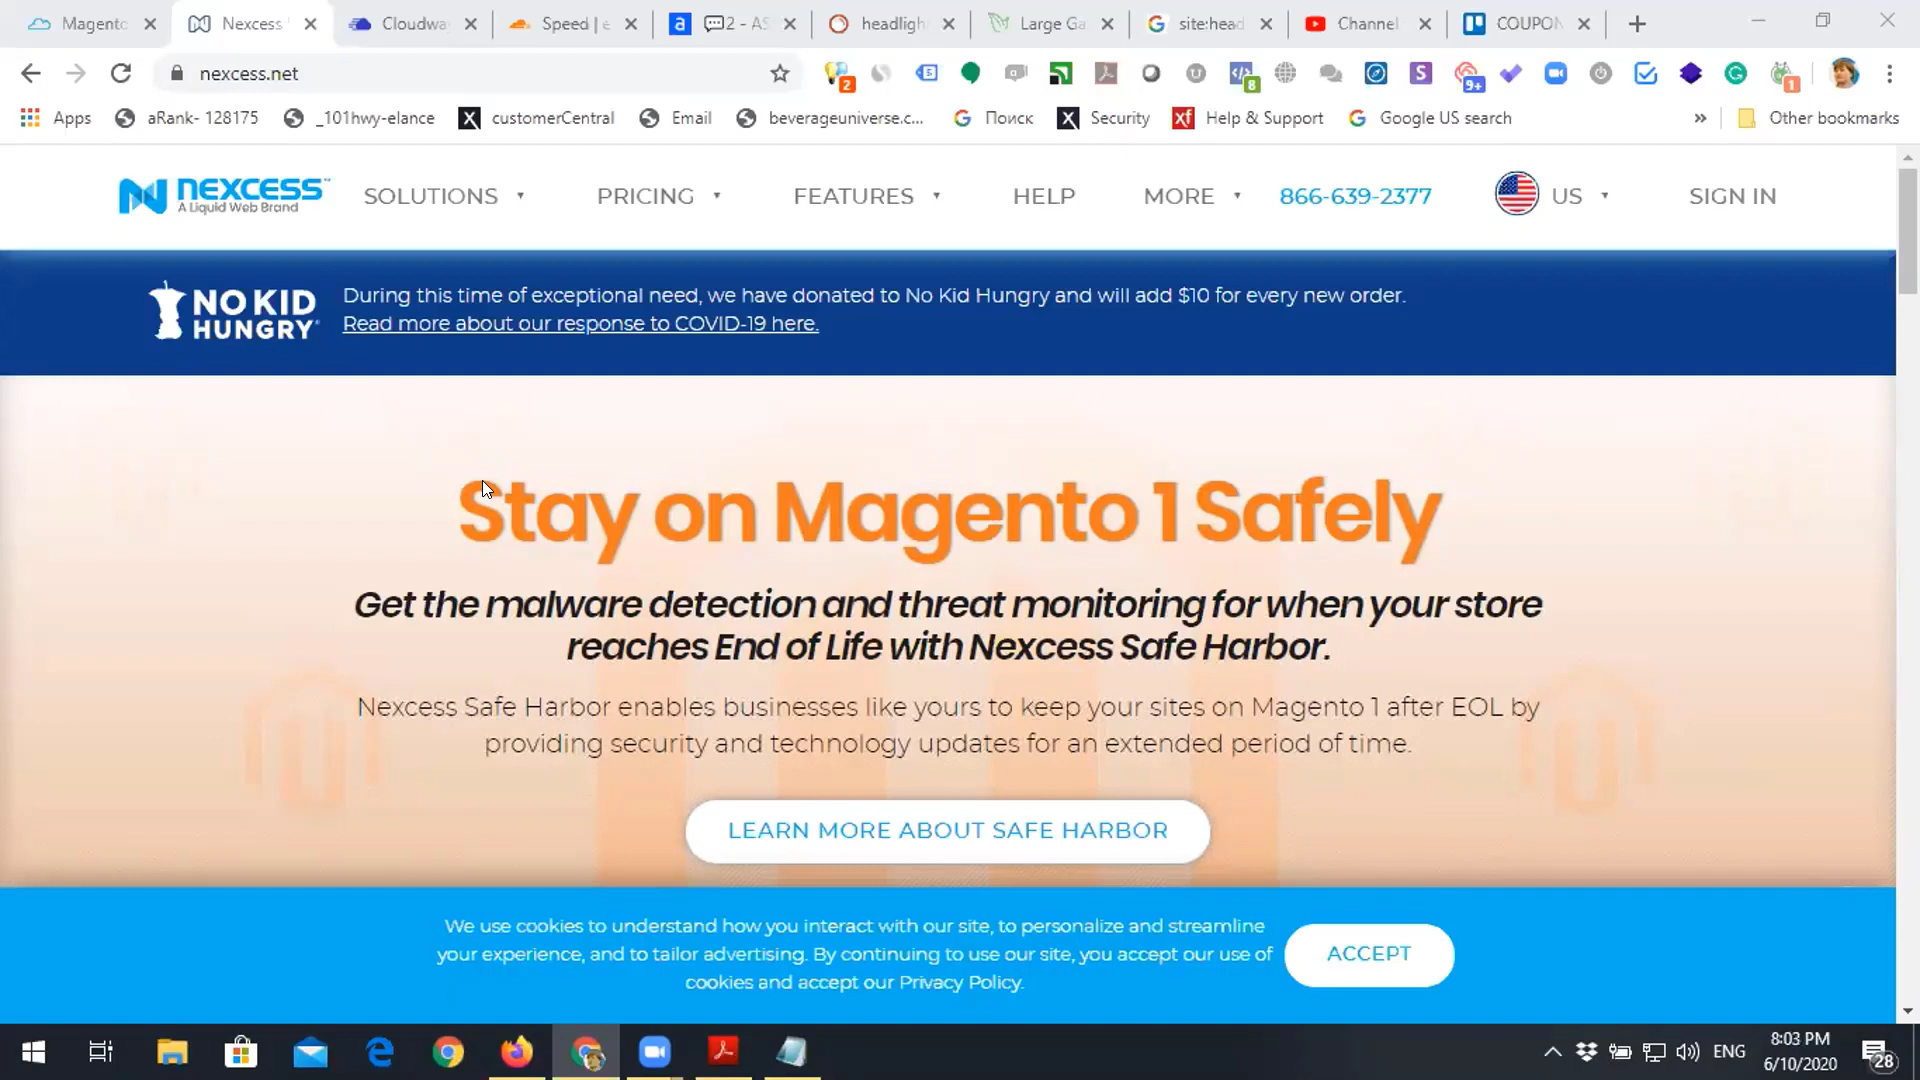 Magento
Nexcess
Cloudwa
Speed | e
2 - AS
headligh
Large Ga
site:head
Channel
COUPON
nexcess.net
2
8
9+
1
Apps
aRank- 128175
_101hwy-elance
customerCentral
Email
beverageuniverse.c...
Поиск
Security
Help & Support
Google US search
»
Other bookmarks
NEXCESS™
A Liquid Web Brand
SOLUTIONS
PRICING
FEATURES
HELP
MORE
866-639-2377
US
SIGN IN
NO KID
HUNGRY
During this time of exceptional need, we have donated to No Kid Hungry and will add $10 for every new order.
Read more about our response to COVID-19 here.
Stay on Magento 1 Safely
Get the malware detection and threat monitoring for when your store
reaches End of Life with Nexcess Safe Harbor.
Nexcess Safe Harbor enables businesses like yours to keep your sites on Magento 1 after EOL by
providing security and technology updates for an extended period of time.
LEARN MORE ABOUT SAFE HARBOR
We use cookies to understand how you interact with our site, to personalize and streamline
your experience, and to tailor advertising. By continuing to use our site, you accept our use of
cookies and accept our Privacy Policy.
ACCEPT
ENG
8:03 PM
6/10/2020
28